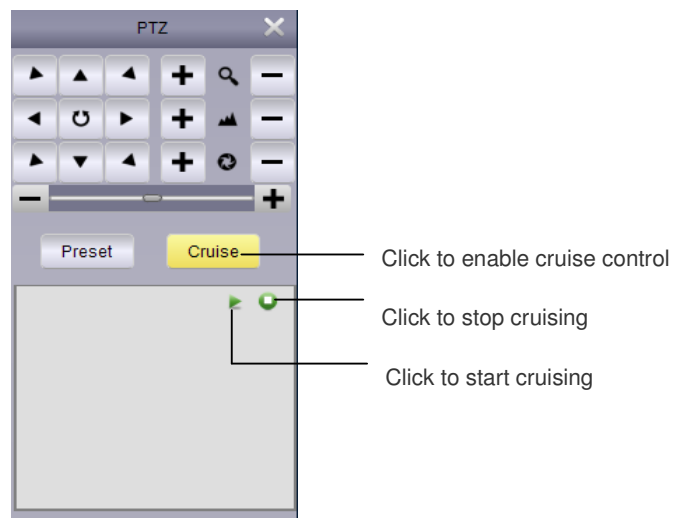 PTZ
Preset
Cruise
Click to enable cruise control
Click to stop cruising
Click to start cruising